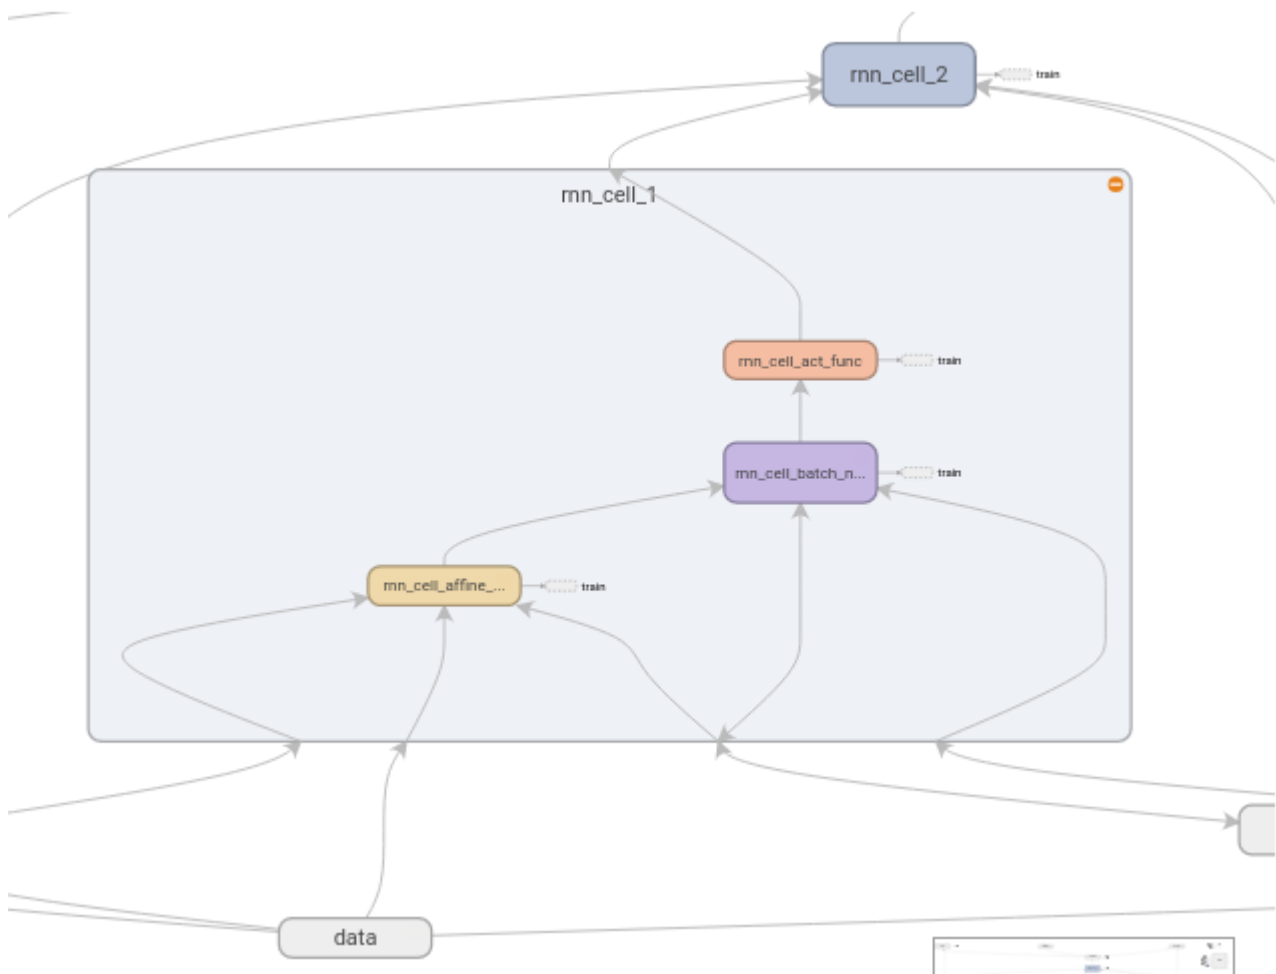 rnn_cell_2
train
rnn_cell_1
rnn_cell_act_func
train
rnn_cell_batch_n...
train
rnn_cell_affine_...
train
data